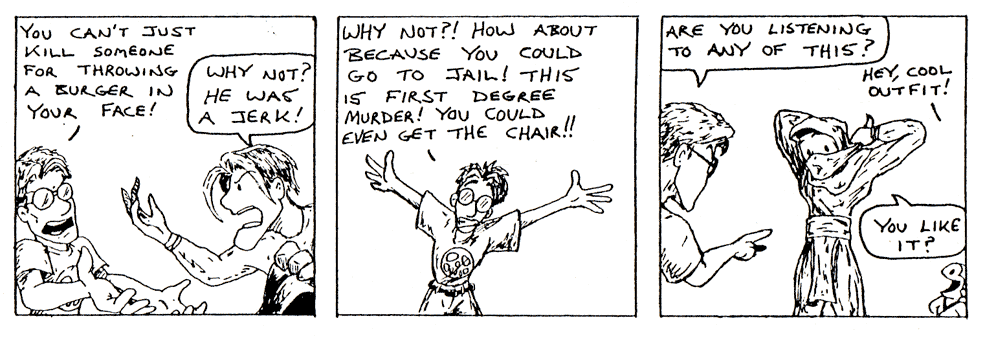 YOU CAN'T JUST
KILL SOMEONE
FOR THROWING
A BURGER IN
YOUR FACE!
WHY NOT?
HE WAS
A JERK!
WHY NOT?! HOW ABOUT
BECAUSE YOU COULD
GO TO JAIL! THIS
IS FIRST DEGREE
MURDER! YOU COULD
EVEN GET THE CHAIR!!
ARE YOU LISTENING
TO ANY OF THIS?
HEY, COOL
OUTFIT!
YOU LIKE
IT?